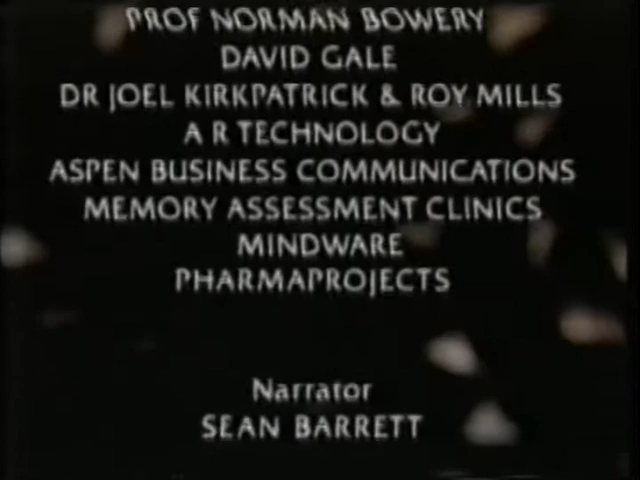 PROF NORMAN BOWERY
DAVID GALE
DR JOEL KIRKPATRICK & ROY MILLS
A R TECHNOLOGY
ASPEN BUSINESS COMMUNICATIONS
MEMORY ASSESSMENT CLINICS
MINDWARE
PHARMAPROJECTS
Narrator
SEAN BARRETT